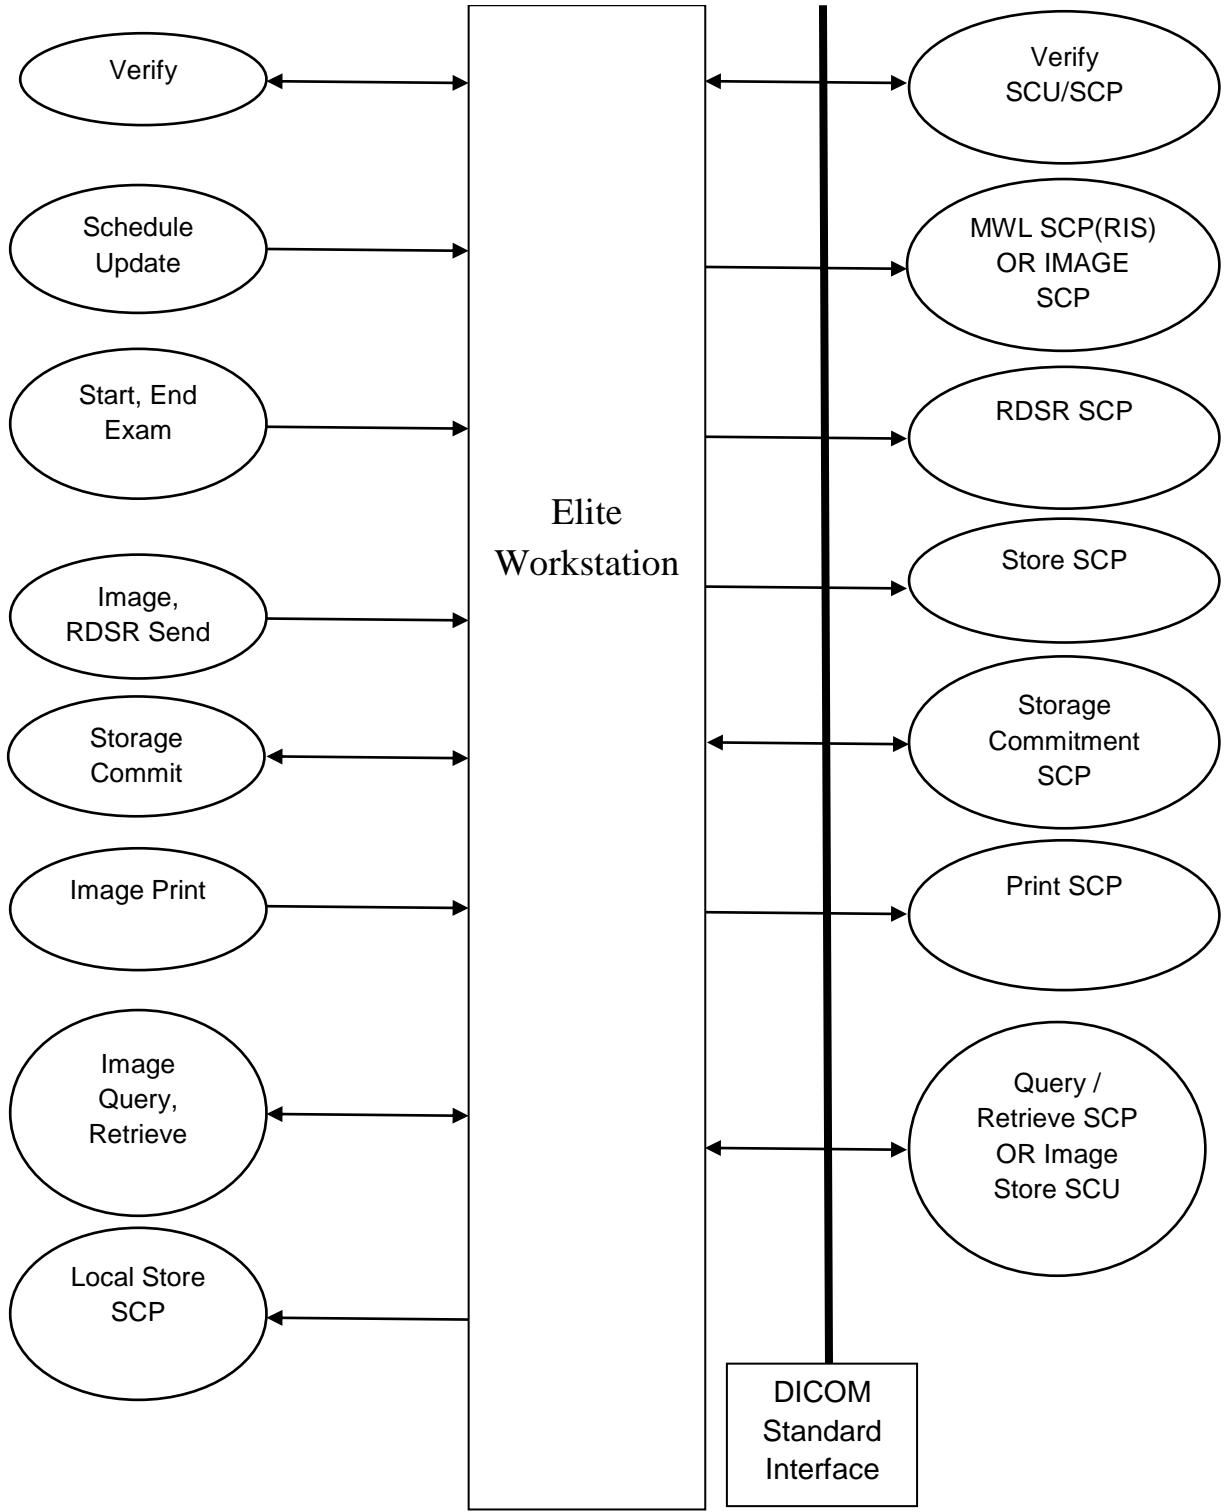 Verify
Schedule
Update
Start, End
Exam
Image,
RDSR Send
Storage
Commit
Image Print
Image
Query,
Retrieve
Local Store
SCP
Elite
Workstation
Verify
SCU/SCP
MWL SCP(RIS)
OR IMAGE
SCP
RDSR SCP
Store SCP
Storage
Commitment
SCP
Print SCP
Query /
Retrieve SCP
OR Image
Store SCU
DICOM
Standard
Interface